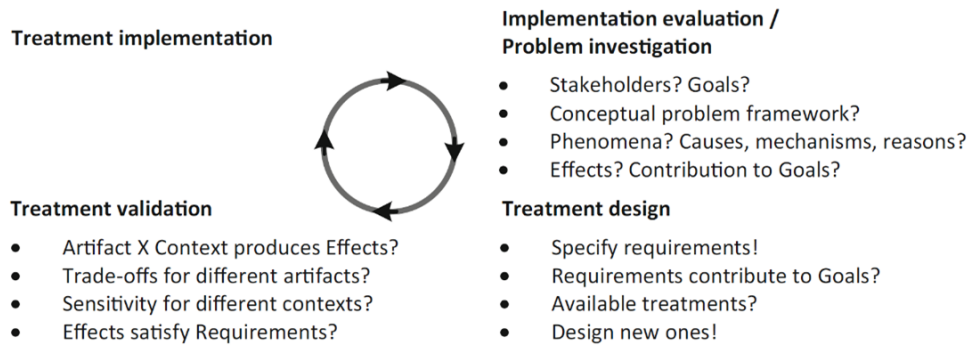 Treatment implementation
Implementation evaluation /
Problem investigation
• Stakeholders? Goals?
• Conceptual problem framework?
• Phenomena? Causes, mechanisms, reasons?
• Effects? Contribution to Goals?
Treatment validation
• Artifact X Context produces Effects?
• Trade-offs for different artifacts?
• Sensitivity for different contexts?
• Effects satisfy Requirements?
Treatment design
• Specify requirements!
• Requirements contribute to Goals?
• Available treatments?
• Design new ones!